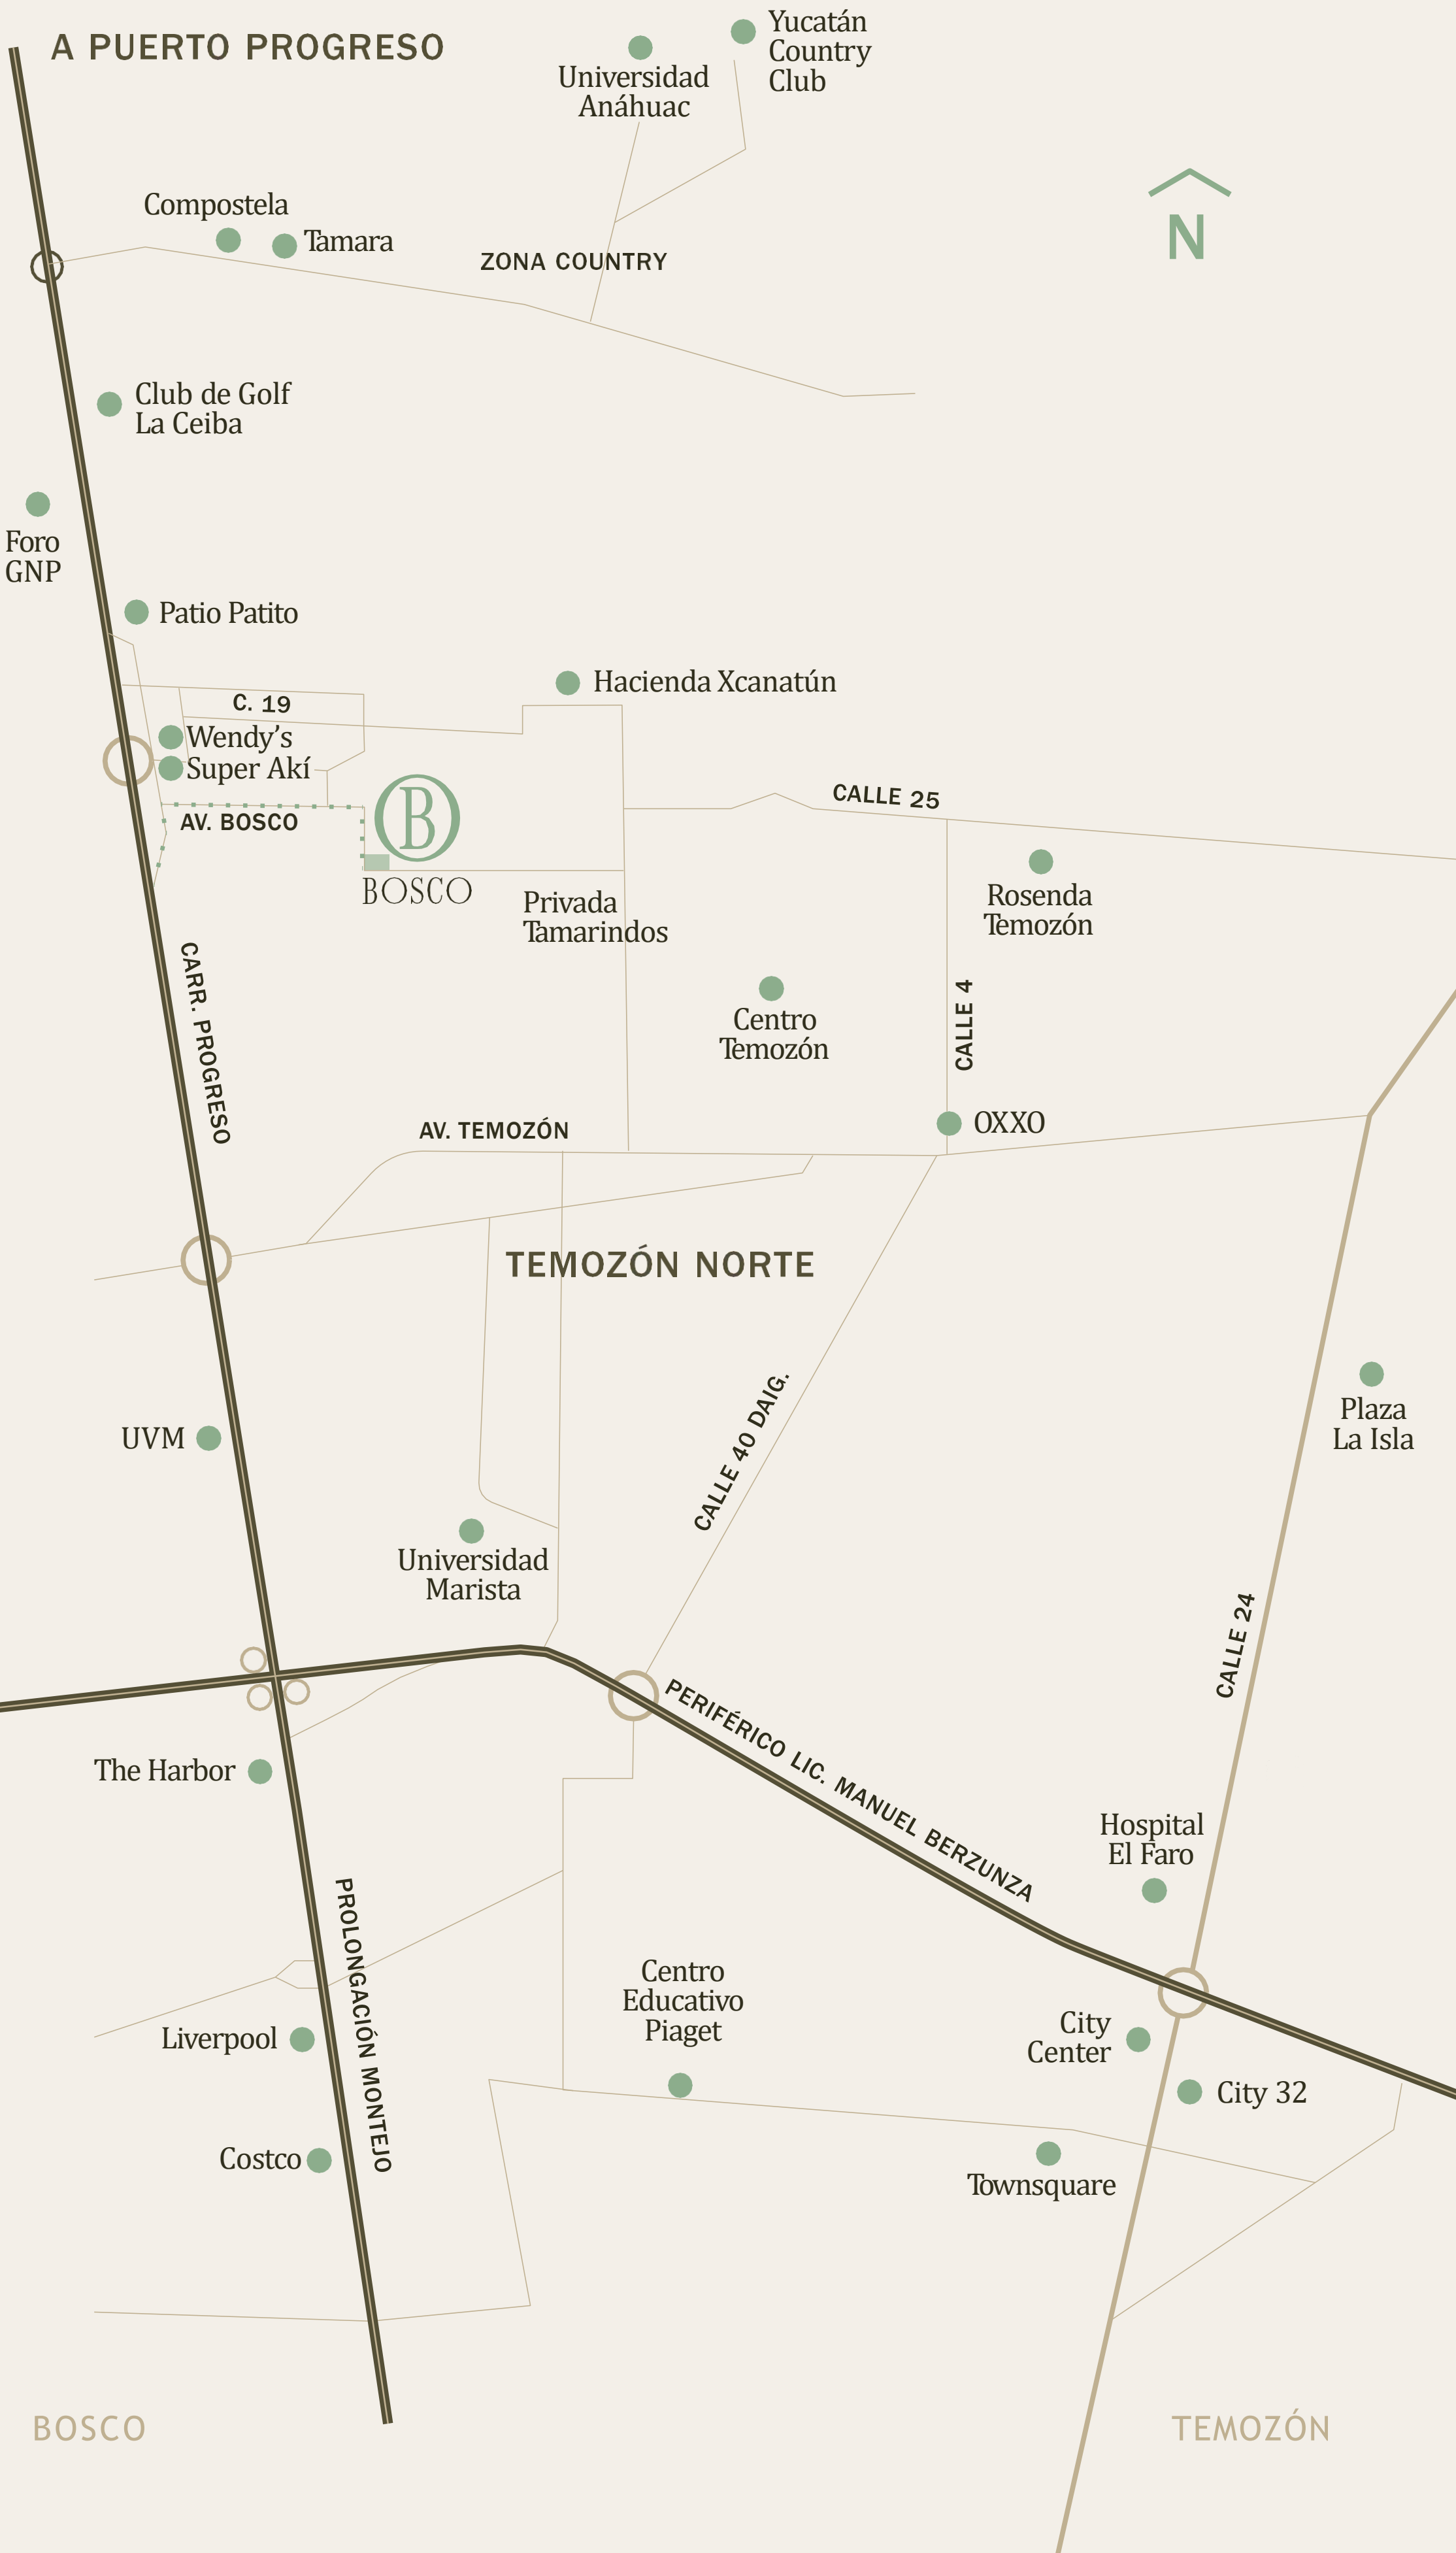 A PUERTO PROGRESO
Universidad
Anáhuac
Yucatán
Country
Club
N
Compostela
Tamara
ZONA COUNTRY
Club de Golf
La Ceiba
Foro
GNP
Patio Patito
Hacienda Xcanatún
C. 19
Wendy’s
Super Akí
AV. BOSCO
B
BOSCO
CALLE 25
Privada
Tamarindos
Rosenda
Temozón
CARR. PROGRESO
Centro
Temozón
CALLE 4
OXXO
AV. TEMOZÓN
TEMOZÓN NORTE
UVM
CALLE 40 DAIG.
Plaza
La Isla
Universidad
Marista
CALLE 24
PERIFÉRICO LIC. MANUEL BERZUNZA
The Harbor
Hospital
El Faro
PROLONGACIÓN MONTEJO
Centro
Educativo
Piaget
Liverpool
City
Center
City 32
Costco
Townsquare
BOSCO
TEMOZÓN